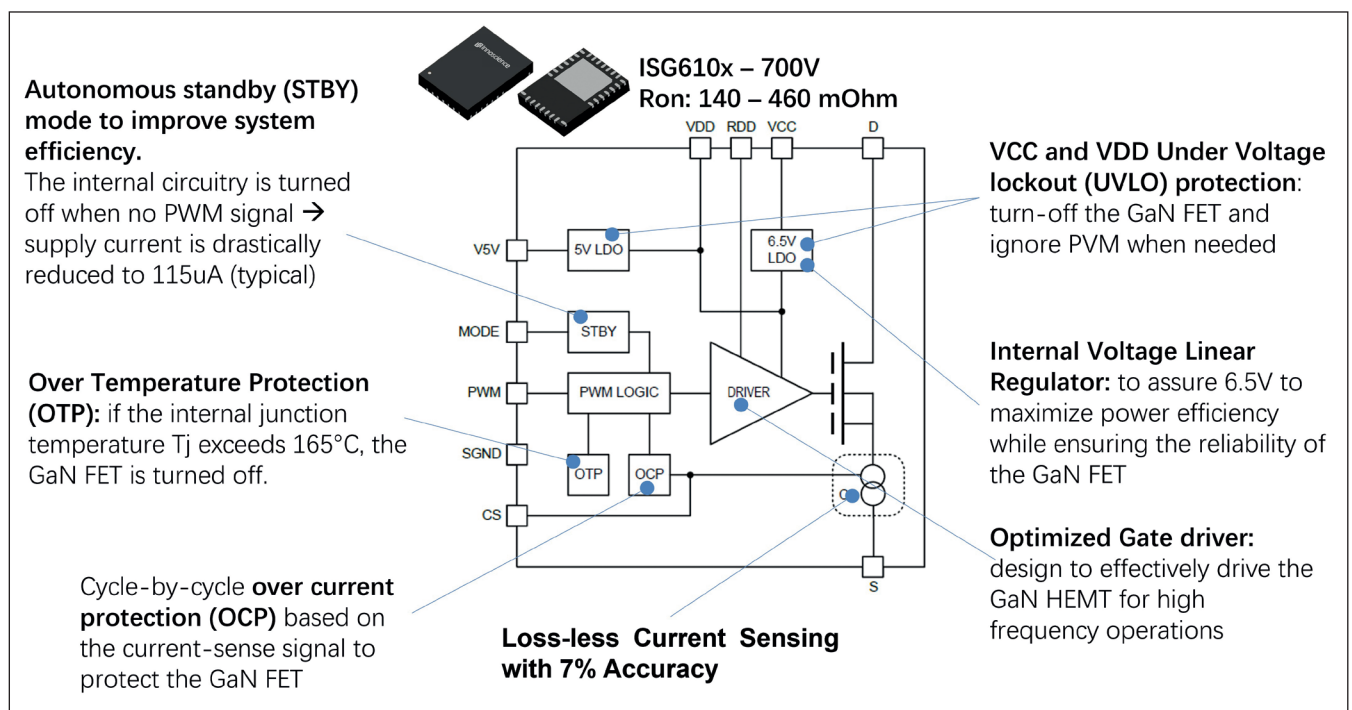 Innoscience
ISG610x – 700V
Ron: 140 – 460 mOhm
Autonomous standby (STBY)
mode to improve system
efficiency.
The internal circuitry is turned
off when no PWM signal →
supply current is drastically
reduced to 115uA (typical)
Over Temperature Protection
(OTP): if the internal junction
temperature Tj exceeds 165°C, the
GaN FET is turned off.
Cycle-by-cycle over current
protection (OCP) based on
the current-sense signal to
protect the GaN FET
VDD RDD VCC D
V5V
5V LDO
6.5V
LDO
MODE
STBY
PWM
PWM LOGIC
DRIVER
SGND
OTP
OCP
CS
S
Loss-less Current Sensing
with 7% Accuracy
VCC and VDD Under Voltage
lockout (UVLO) protection:
turn-off the GaN FET and
ignore PVM when needed
Internal Voltage Linear
Regulator: to assure 6.5V to
maximize power efficiency
while ensuring the reliability of
the GaN FET
Optimized Gate driver:
design to effectively drive the
GaN HEMT for high
frequency operations